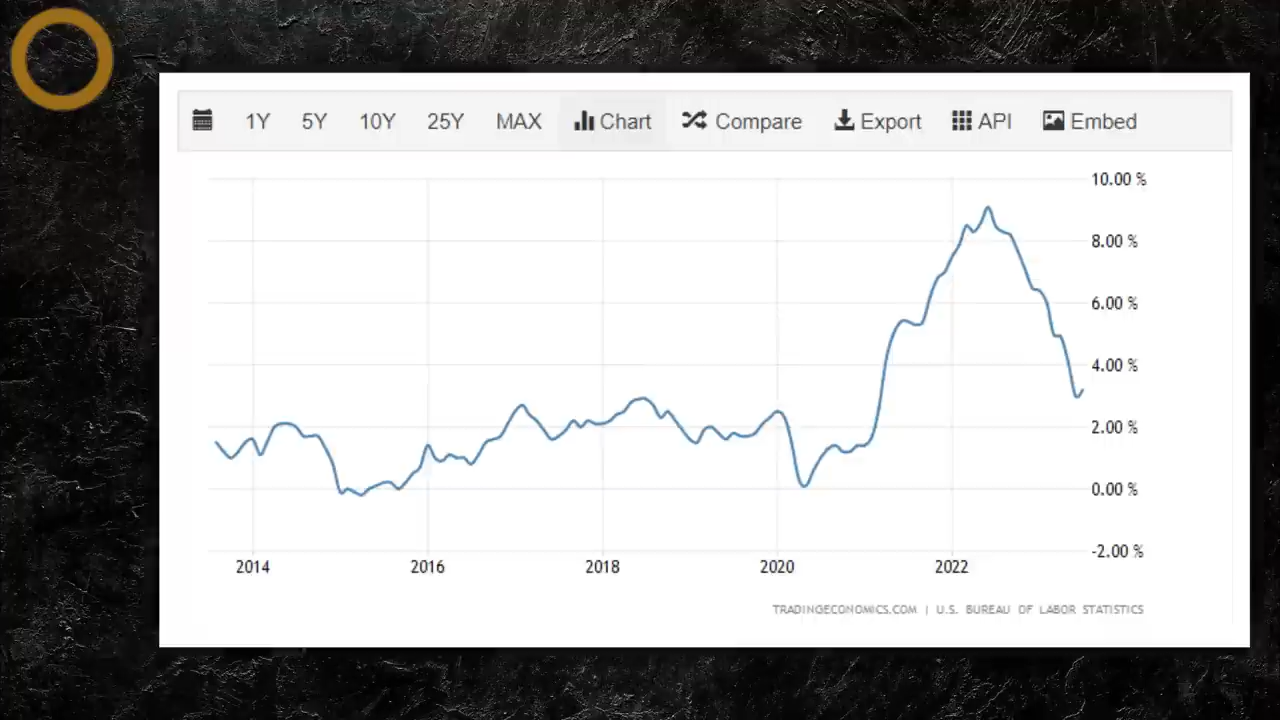 1Y 5Y 10Y 25Y MAX Chart Compare Export API Embed
10.00 %
8.00 %
6.00 %
4.00 %
2.00 %
0.00 %
-2.00 %
2014 2016 2018 2020 2022
TRADINGECONOMICS.COM | U.S. BUREAU OF LABOR STATISTICS